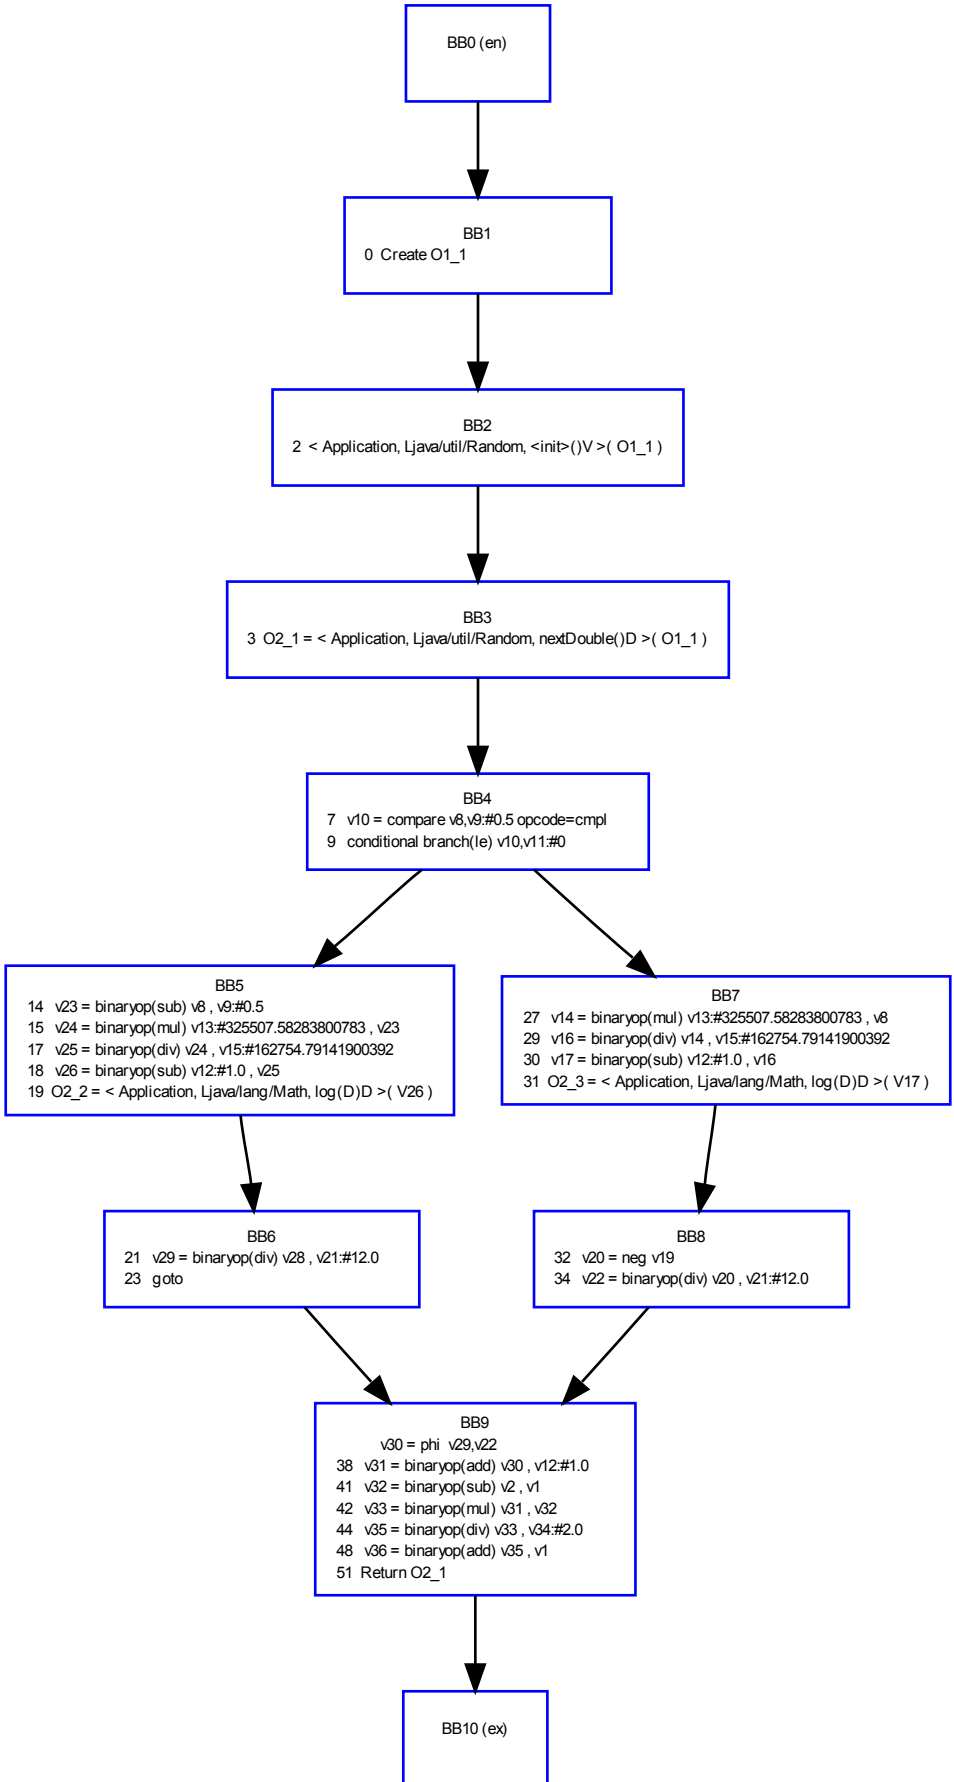 BB0 (en)
BB1
0 Create O1_1
BB2
2 < Application, Ljava/util/Random, <init>()V >( O1_1 )
BB3
3 O2_1 = < Application, Ljava/util/Random, nextDouble()D >( O1_1 )
BB4
7 v10 = compare v8,v9:#0.5 opcode=cmpl
9 conditional branch(le) v10,v11:#0
BB5
14 v23 = binaryop(sub) v8 , v9:#0.5
15 v24 = binaryop(mul) v13:#325507.58283800783 , v23
17 v25 = binaryop(div) v24 , v15:#162754.79141900392
18 v26 = binaryop(sub) v12:#1.0 , v25
19 O2_2 = < Application, Ljava/lang/Math, log(D)D >( V26 )
BB7
27 v14 = binaryop(mul) v13:#325507.58283800783 , v8
29 v16 = binaryop(div) v14 , v15:#162754.79141900392
30 v17 = binaryop(sub) v12:#1.0 , v16
31 O2_3 = < Application, Ljava/lang/Math, log(D)D >( V17 )
BB6
21 v29 = binaryop(div) v28 , v21:#12.0
23 goto
BB8
32 v20 = neg v19
34 v22 = binaryop(div) v20 , v21:#12.0
BB9
v30 = phi v29,v22
38 v31 = binaryop(add) v30 , v12:#1.0
41 v32 = binaryop(sub) v2 , v1
42 v33 = binaryop(mul) v31 , v32
44 v35 = binaryop(div) v33 , v34:#2.0
48 v36 = binaryop(add) v35 , v1
51 Return O2_1
BB10 (ex)